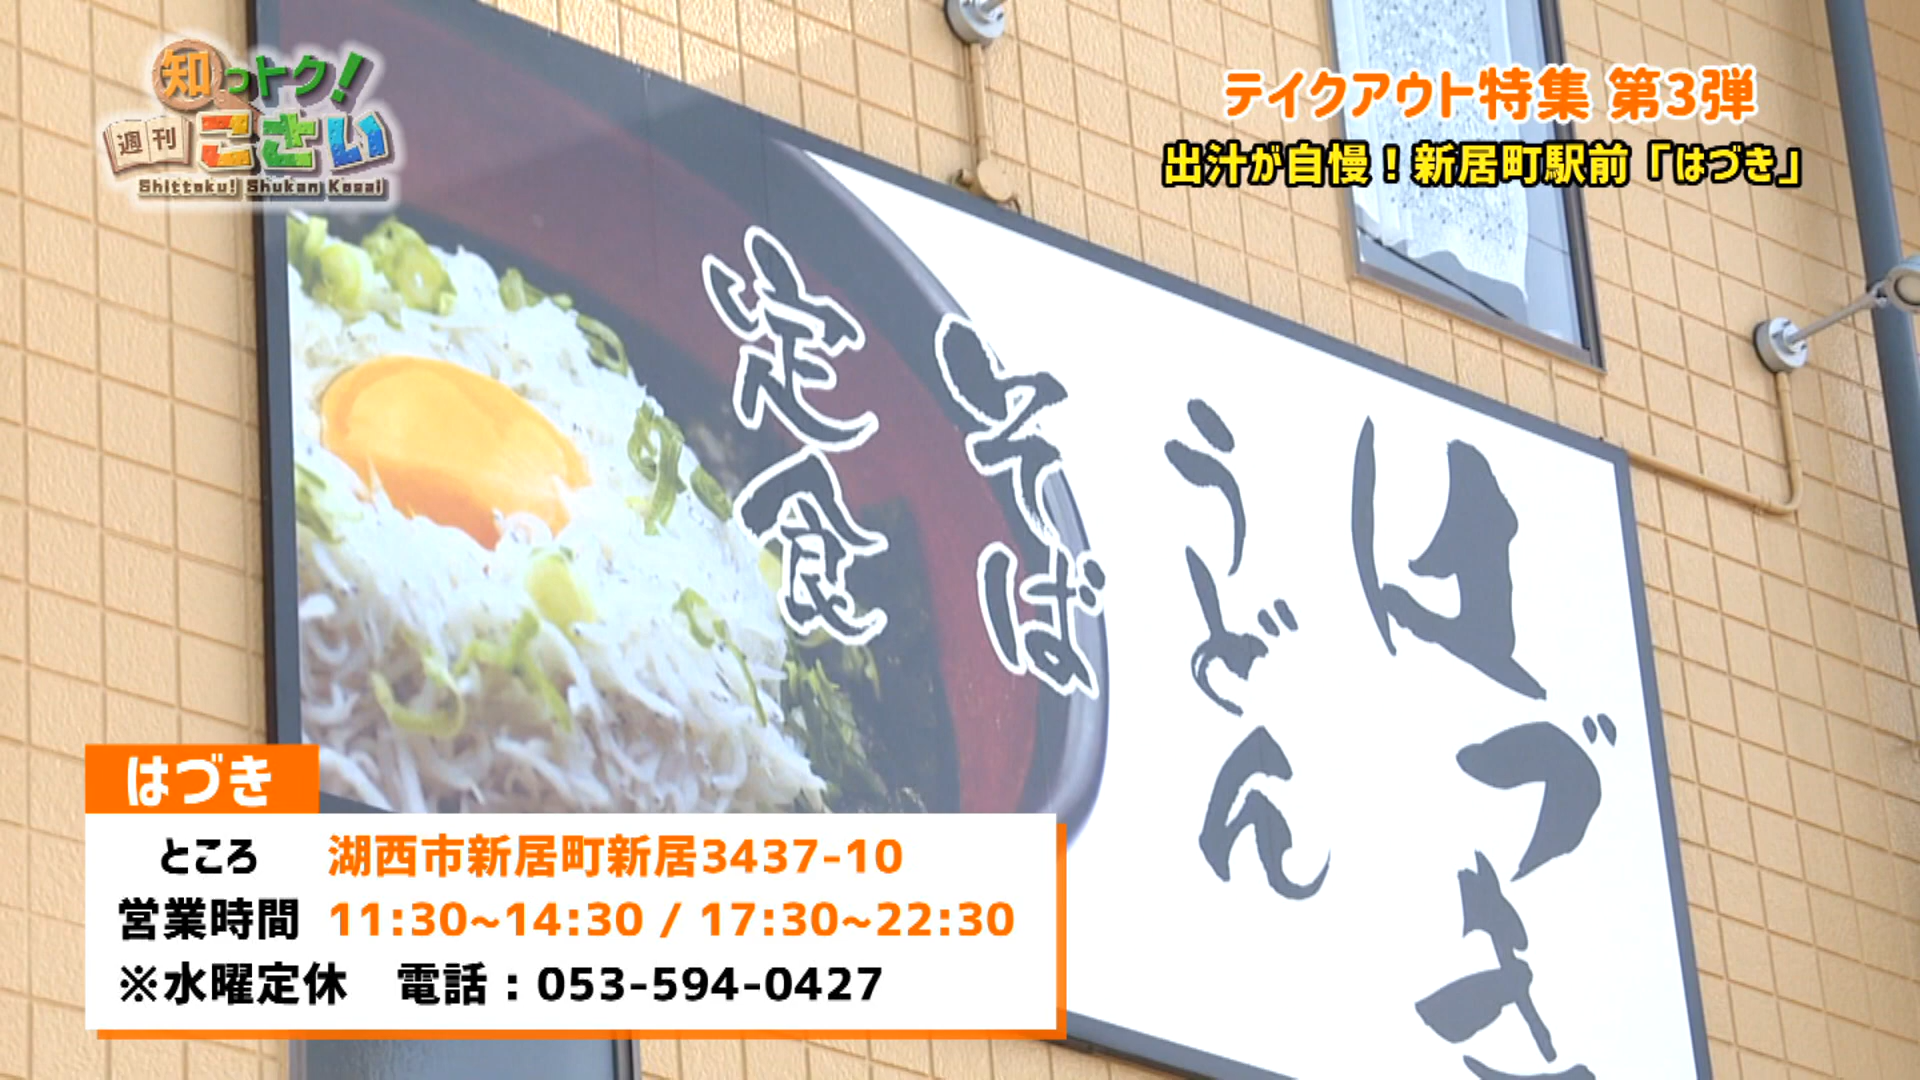 知っトク!
週刊 こさい
Shittoku! Shukan Kosai
テイクアウト特集 第3弾
出汁が自慢！新居町駅前「はづき」
はづき
うどん
そば
定食
はづき
ところ 湖西市新居町新居3437-10
営業時間 11:30~14:30 / 17:30~22:30
※水曜定休 電話：053-594-0427